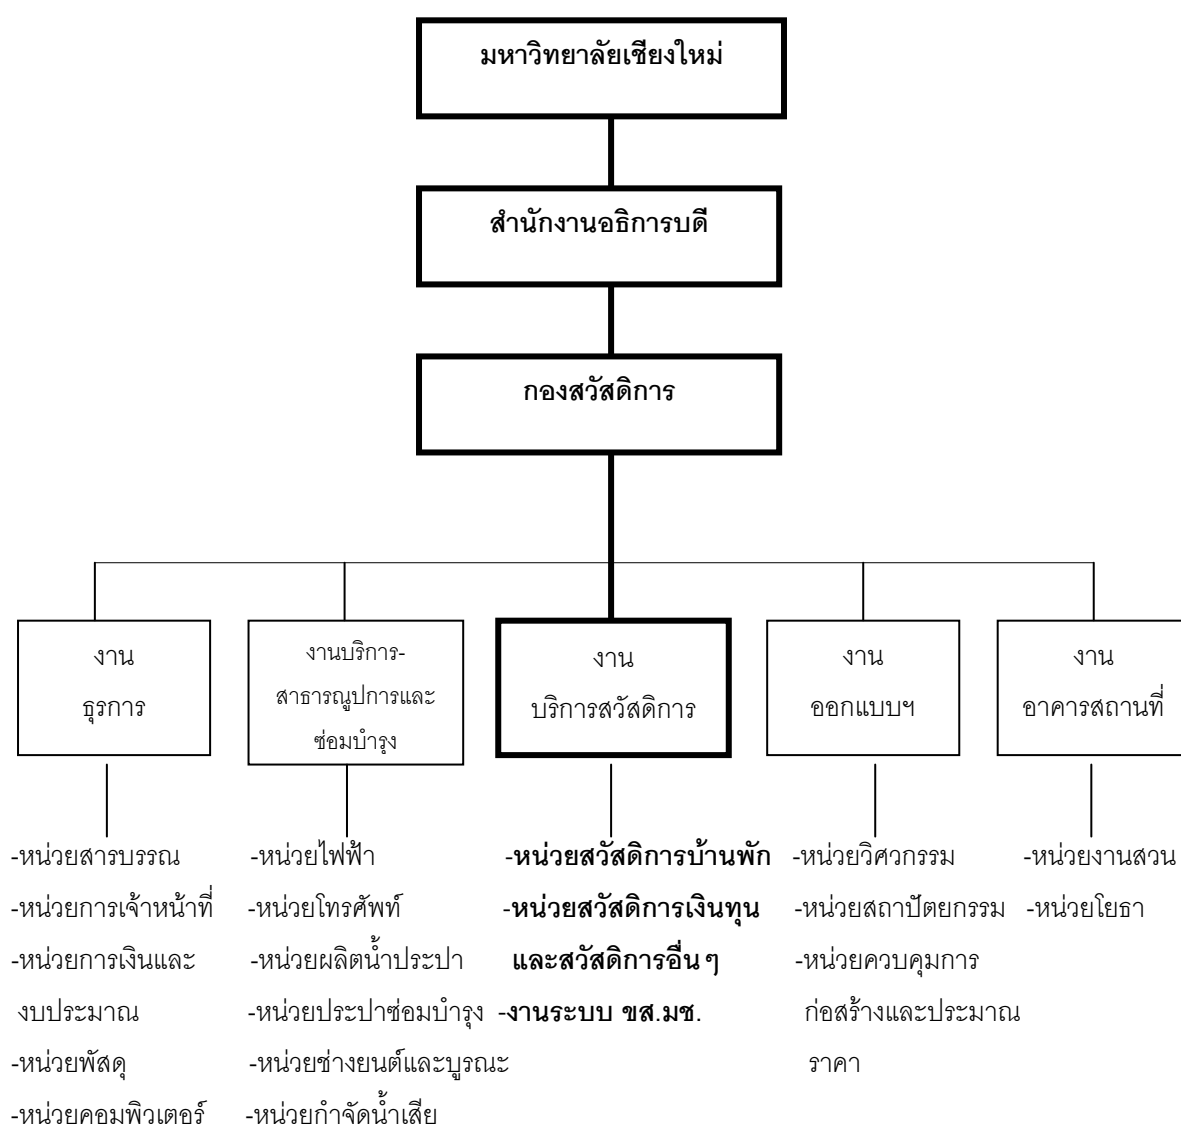 มหาวิทยาลัยเชียงใหม่
สำนักงานอธิการบดี
กองสวัสดิการ
งาน
ธุรการ
งานบริการ-
สาธารณูปการและ
ซ่อมบำรุง
งาน
บริการสวัสดิการ
งาน
ออกแบบฯ
งาน
อาคารสถานที่
-หน่วยสารบรรณ
-หน่วยการเจ้าหน้าที่
-หน่วยการเงินและ
งบประมาณ
-หน่วยพัสดุ
-หน่วยคอมพิวเตอร์
-หน่วยไฟฟ้า
-หน่วยโทรศัพท์
-หน่วยผลิตน้ำประปา
-หน่วยประปาซ่อมบำรุง
-หน่วยช่างยนต์และบูรณะ
-หน่วยกำจัดน้ำเสีย
-หน่วยสวัสดิการบ้านพัก
-หน่วยสวัสดิการเงินทุน
และสวัสดิการอื่น ๆ
-งานระบบ ขส.มช.
-หน่วยวิศวกรรม
-หน่วยสถาปัตยกรรม
-หน่วยควบคุมการ
ก่อสร้างและประมาณ
ราคา
-หน่วยงานสวน
-หน่วยโยธา